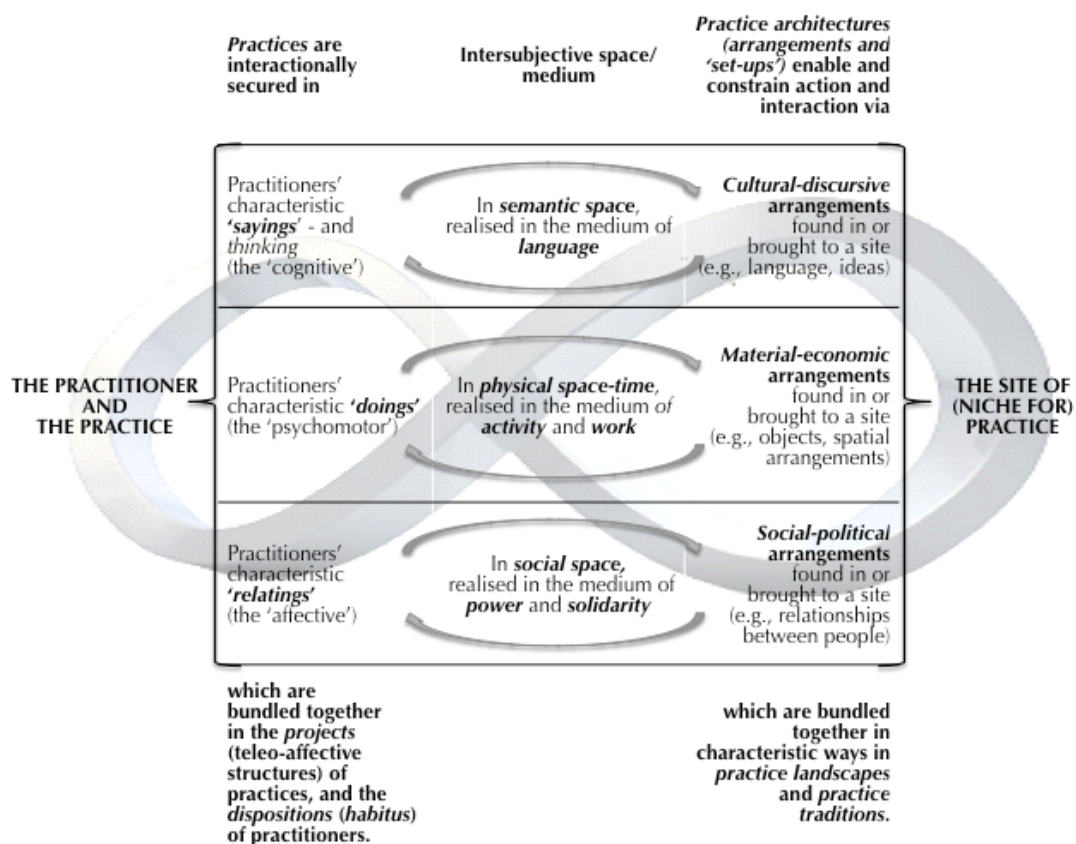 Practices are
interactionally
secured in
Intersubjective space/
medium
Practice architectures
(arrangements and
‘set-ups’) enable and
constrain action and
interaction via
THE PRACTITIONER
AND
THE PRACTICE
Practitioners’
characteristic
‘sayings’ - and
thinking
(the ‘cognitive’)
In semantic space,
realised in the medium of
language
Cultural-discursive
arrangements
found in or
brought to a site
(e.g., language, ideas)
Practitioners’
characteristic ‘doings’
(the ‘psychomotor’)
In physical space-time,
realised in the medium of
activity and work
Material-economic
arrangements
found in or
brought to a site
(e.g., objects, spatial
arrangements)
Practitioners’
characteristic
‘relatings’
(the ‘affective’)
In social space,
realised in the medium of
power and solidarity
Social-political
arrangements
found in or
brought to a site
(e.g., relationships
between people)
THE SITE OF
(NICHE FOR)
PRACTICE
which are
bundled together
in the projects
(teleo-affective
structures) of
practices, and the
dispositions (habitus)
of practitioners.
which are bundled
together in
characteristic ways in
practice landscapes
and practice
traditions.